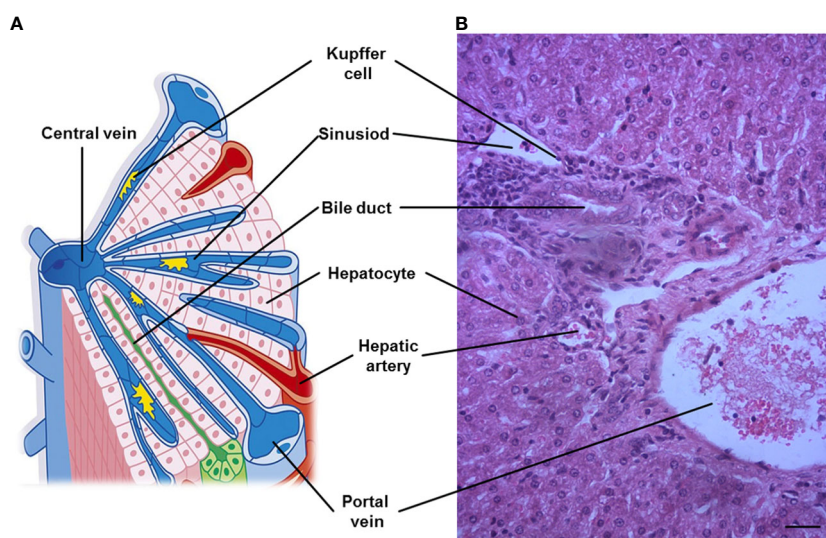 A
B
Kupffer
cell
Central vein
Sinusiod
Bile duct
Hepatocyte
Hepatic
artery
Portal
vein